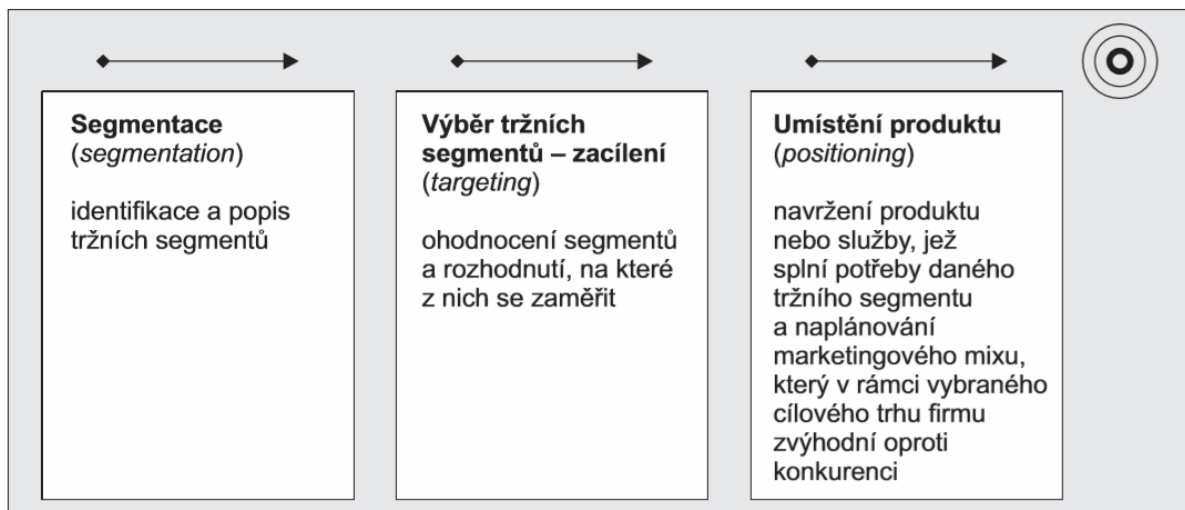 Segmentace
(segmentation)
identifikace a popis
tržních segmentů
Výběr tržních
segmentů – zacílení
(targeting)
ohodnocení segmentů
a rozhodnutí, na které
z nich se zaměřit
Umístění produktu
(positioning)
navržení produktu
nebo služby, jež
splní potřeby daného
tržního segmentu
a naplánování
marketingového mixu,
který v rámci vybraného
cílového trhu firmu
zvýhodní oproti
konkurenci